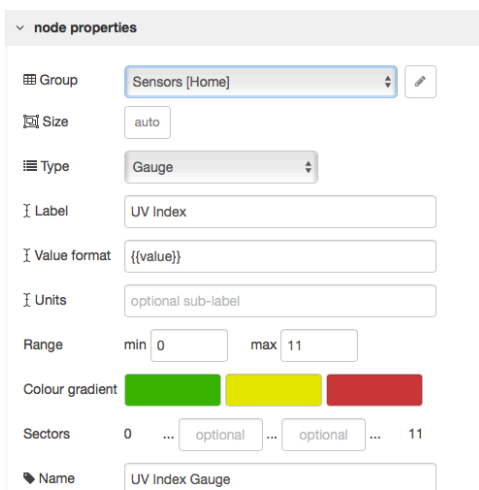 node properties
Group Sensors [Home]
Size auto
Type Gauge
Label UV Index
Value format {{value}}
Units optional sub-label
Range min 0 max 11
Colour gradient
Sectors 0 ... optional ... optional ... 11
Name UV Index Gauge